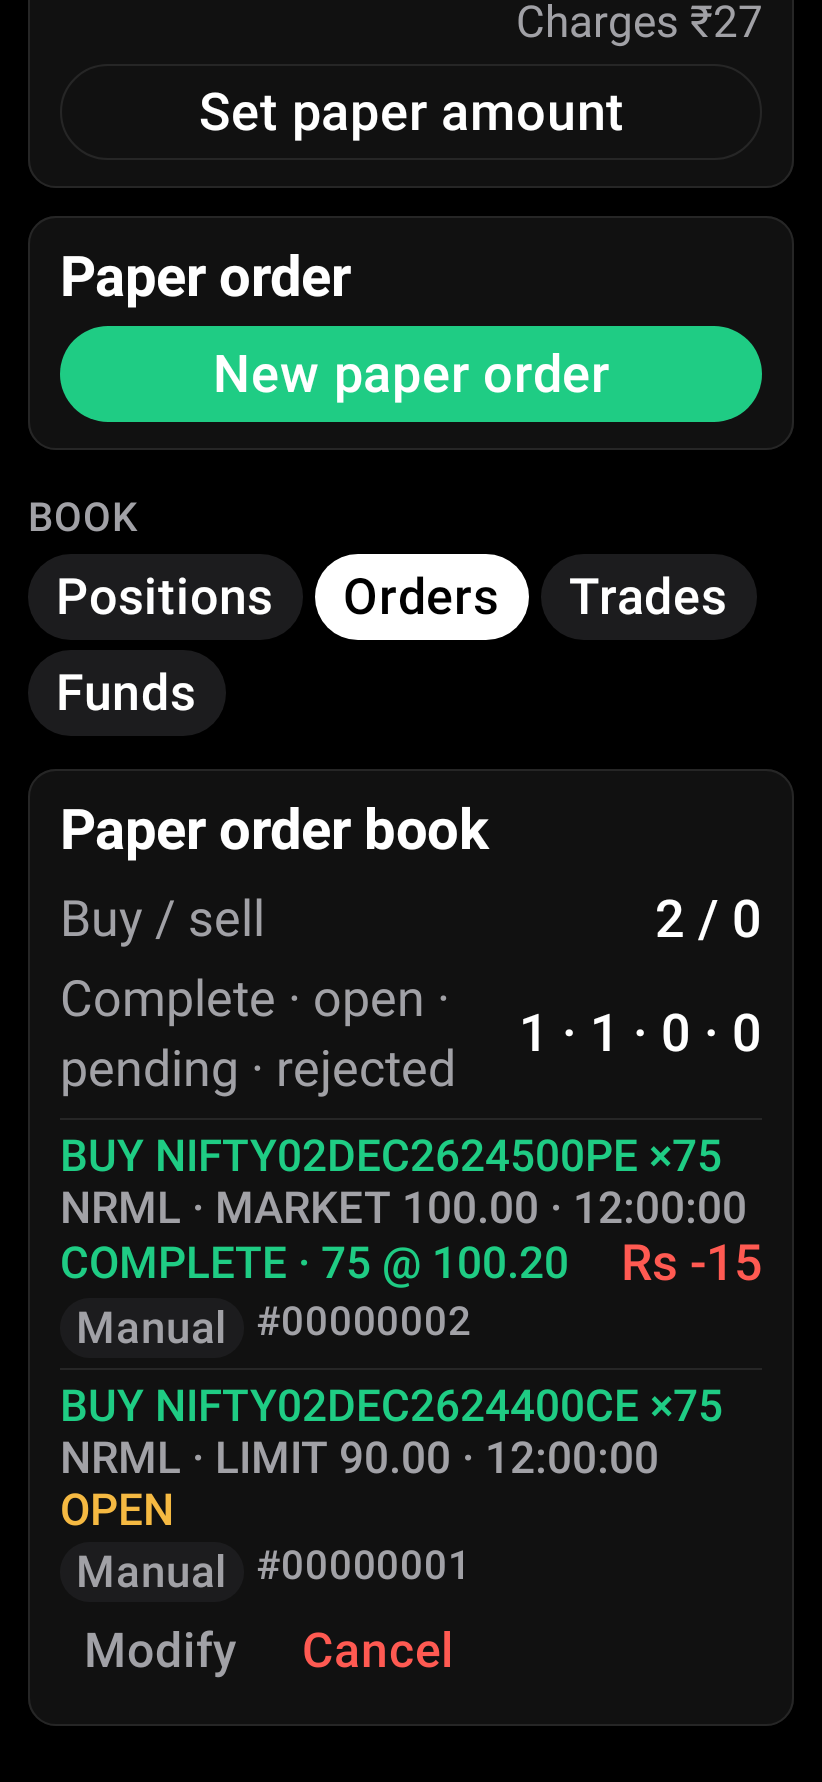 Charges ₹27
Set paper amount
Paper order
New paper order
BOOK
Positions
Orders
Trades
Funds
Paper order book
Buy / sell
2 / 0
Complete · open ·
pending · rejected
1 · 1 · 0 · 0
BUY NIFTY02DEC2624500PE ×75
NRML · MARKET 100.00 · 12:00:00
COMPLETE · 75 @ 100.20
Rs -15
Manual
#00000002
BUY NIFTY02DEC2624400CE ×75
NRML · LIMIT 90.00 · 12:00:00
OPEN
Manual
#00000001
Modify
Cancel